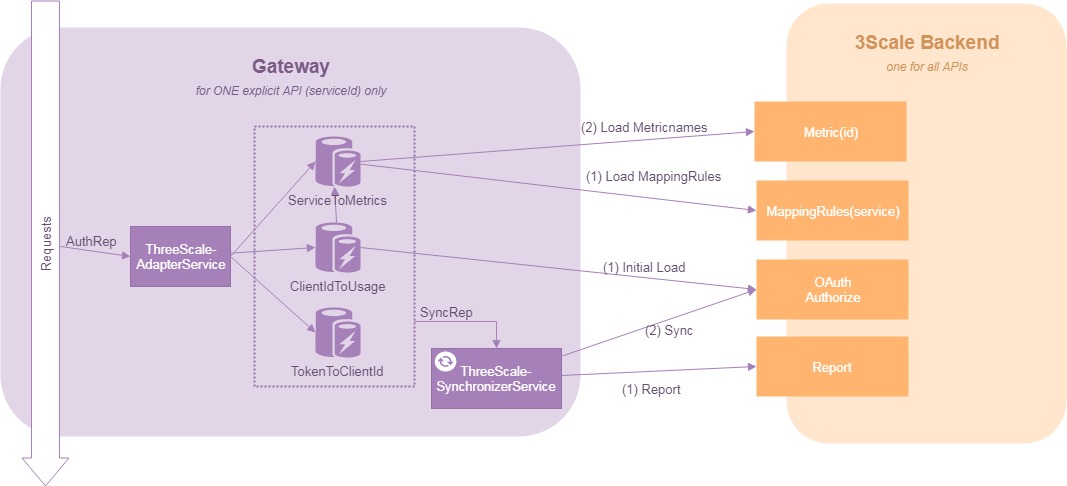 Gateway
for ONE explicit API (serviceId) only
3Scale Backend
one for all APIs
Requests
AuthRep
ThreeScale-
AdapterService
ServiceToMetrics
ClientIdToUsage
TokenToClientId
SyncRep
ThreeScale-
SynchronizerService
(2) Load Metricnames
(1) Load MappingRules
(1) Initial Load
(2) Sync
(1) Report
Metric(id)
MappingRules(service)
OAuth
Authorize
Report